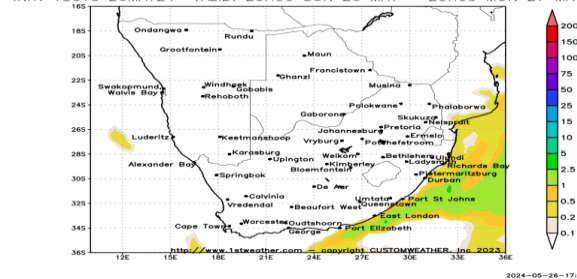 16S
18S
20S
22S
24S
26S
28S
30S
32S
34S
36S
12E
15E
18E
21E
24E
27E
30E
33E
36E
Ondangwa
Rundu
Grootfontein
Maun
Francistown
Ghanzi
Swakopmund
Windhoek
Gobabis
Musina
Walvis Bay
Rehoboth
Polokwane
Phalaborwa
Gaborone
Skukuza
Pretoria
Nelspruit
Johannesburg
Luderitz
Keetmanshoop
Vryburg
Potchefstroom
Ermelo
Karasburg
Welkom
Bethlehem
Ulundi
Alexander Bay
Upington
Kimberley
Ladysmith
Richards Bay
Springbok
Bloemfontein
Pietermaritzburg
Durban
De Aar
Calvinia
Umtata
Port St Johns
Vredendal
Beaufort West
Queenstown
East London
Cape Town
Worcester
Oudtshoorn
George
Port Elizabeth
http://www.1stweather.com – copyright CUSTOMWEATHER, Inc 2023
200
150
100
75
50
25
20
15
10
5
2.5
1
0.5
0.2
0.1